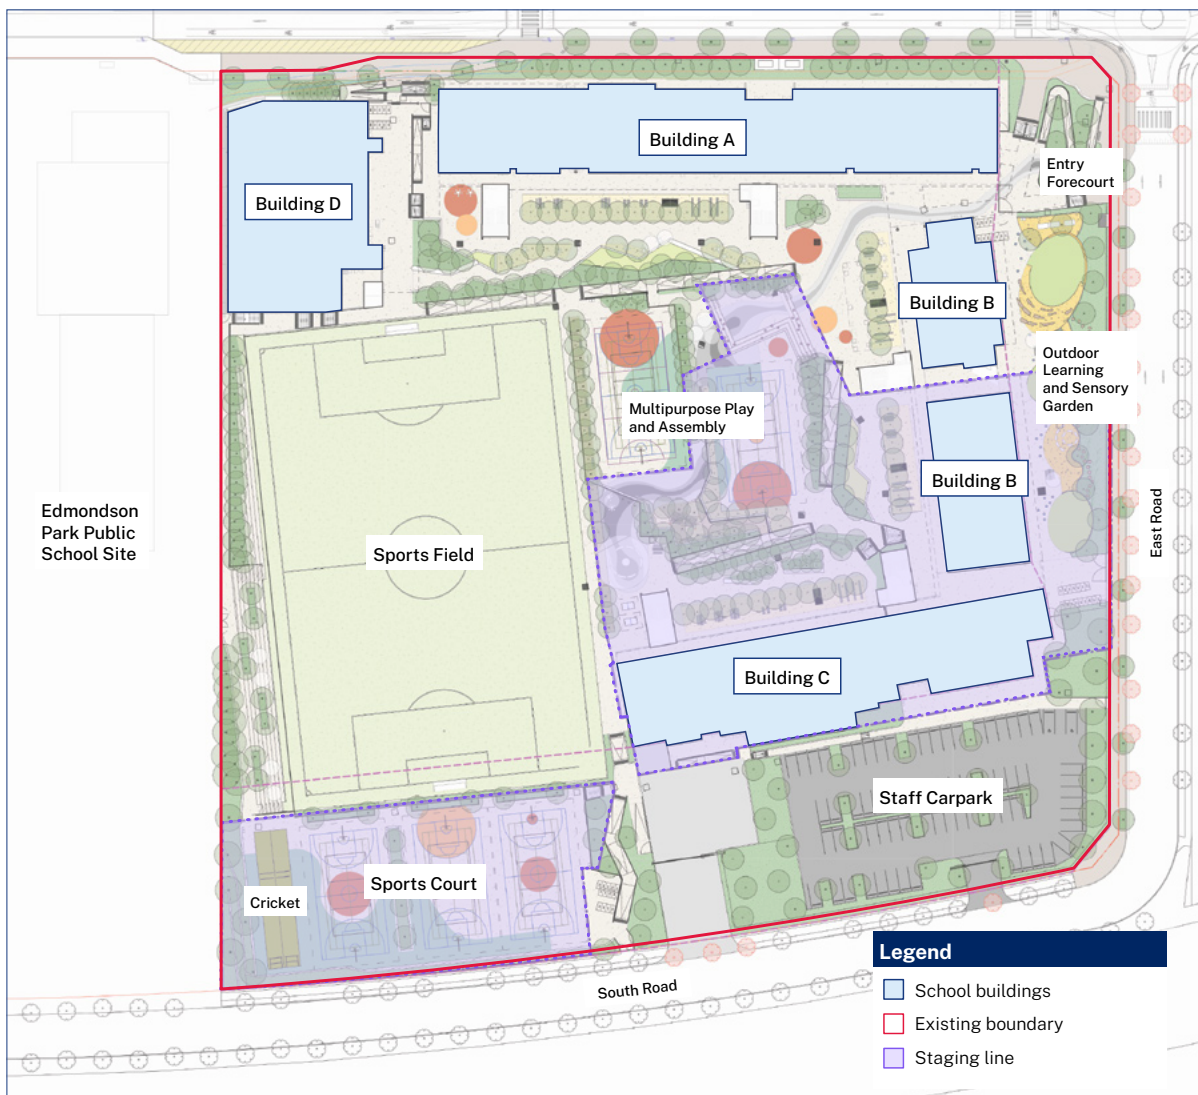 Building A
Building D
Entry
Forecourt
Building B
Outdoor
Learning
and Sensory
Garden
Multipurpose Play
and Assembly
Building B
Edmondson
Park Public
School Site
Sports Field
East Road
Building C
Staff Carpark
Sports Court
Cricket
South Road
Legend
School buildings
Existing boundary
Staging line